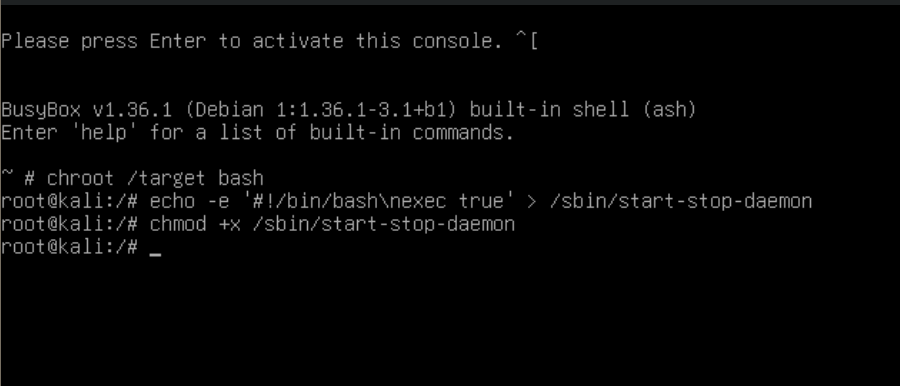 Please press Enter to activate this console. ^[
BusyBox v1.36.1 (Debian 1:1.36.1-3.1+b1) built-in shell (ash)
Enter 'help' for a list of built-in commands.
~ # chroot /target bash
root@kali:/# echo -e '#!/bin/bash\nexec true' > /sbin/start-stop-daemon
root@kali:/# chmod +x /sbin/start-stop-daemon
root@kali:/# _